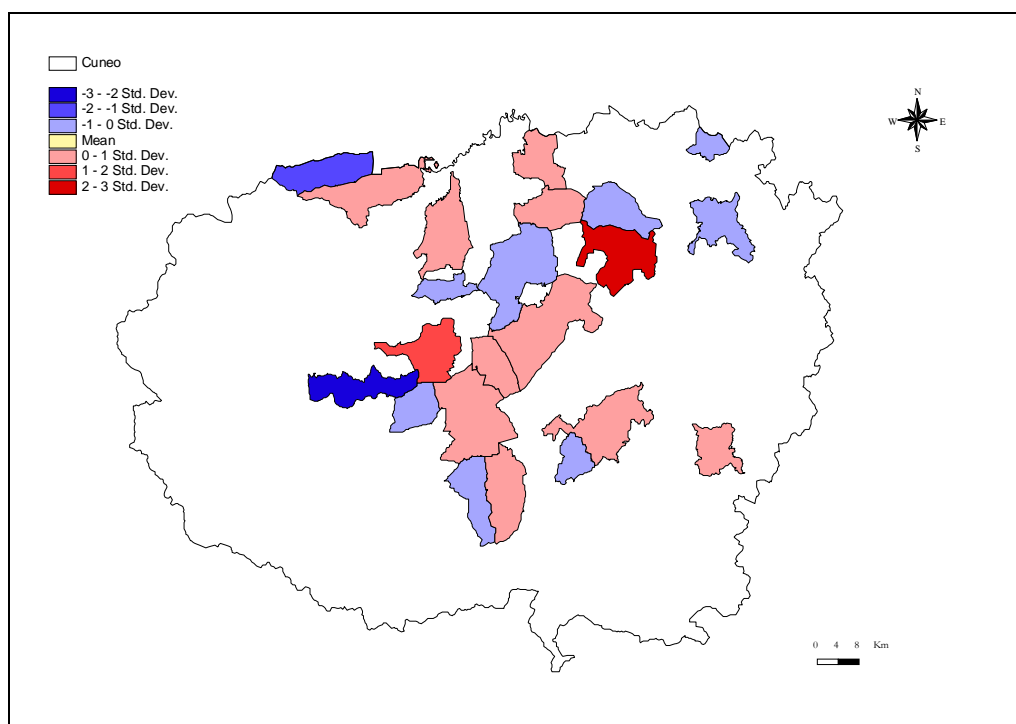 Cuneo
-3 - -2 Std. Dev.
-2 - -1 Std. Dev.
-1 - 0 Std. Dev.
Mean
0 - 1 Std. Dev.
1 - 2 Std. Dev.
2 - 3 Std. Dev.
N
W E
S
0 4 8 Km